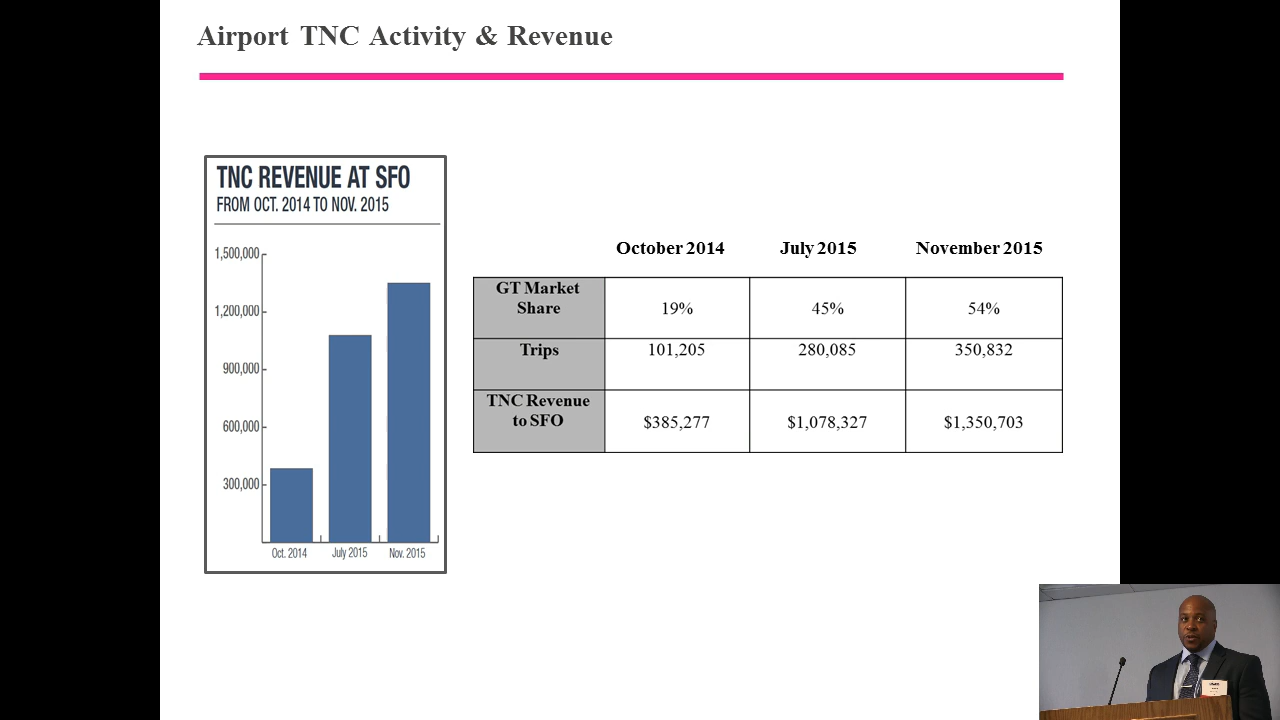 Airport TNC Activity & Revenue
TNC REVENUE AT SFO
FROM OCT. 2014 TO NOV. 2015
1,500,000
1,200,000
900,000
600,000
300,000
Oct. 2014 July 2015 Nov. 2015
October 2014 July 2015 November 2015
GT Market
Share
19% 45% 54%
Trips 101,205 280,085 350,832
TNC Revenue
to SFO
$385,277 $1,078,327 $1,350,703